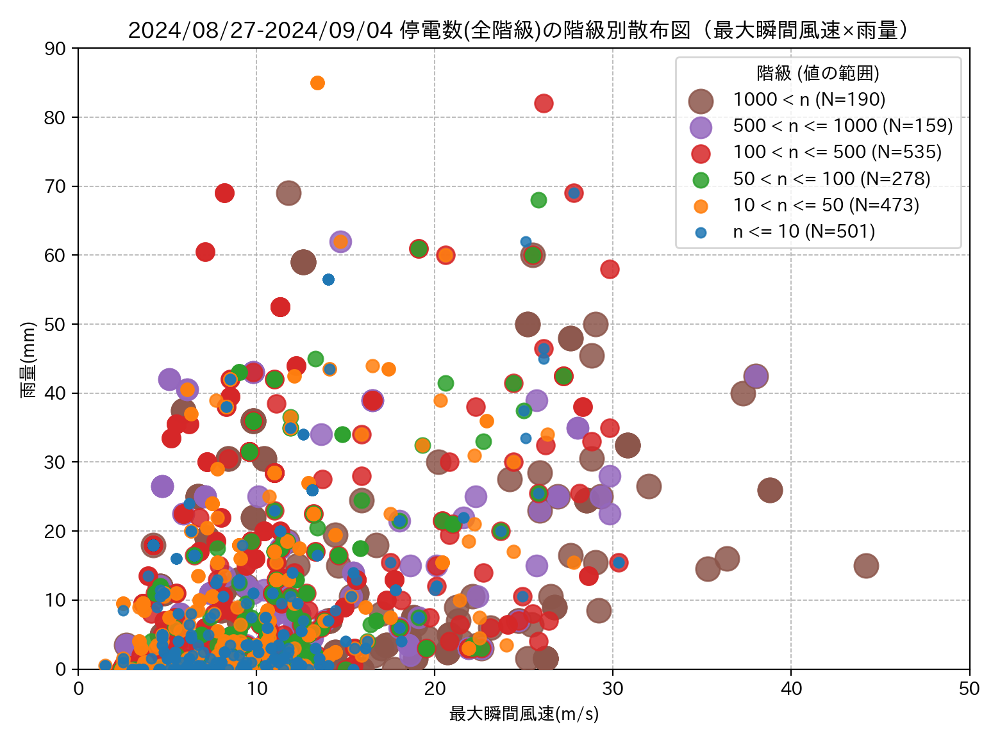 2024/08/27-2024/09/04 停電数(全階級)の階級別散布図（最大瞬間風速×雨量）
90
80
70
60
50
40
30
20
10
0
雨量(mm)
階級 (値の範囲)
1000 < n (N=190)
500 < n <= 1000 (N=159)
100 < n <= 500 (N=535)
50 < n <= 100 (N=278)
10 < n <= 50 (N=473)
n <= 10 (N=501)
0 10 20 30 40 50
最大瞬間風速(m/s)